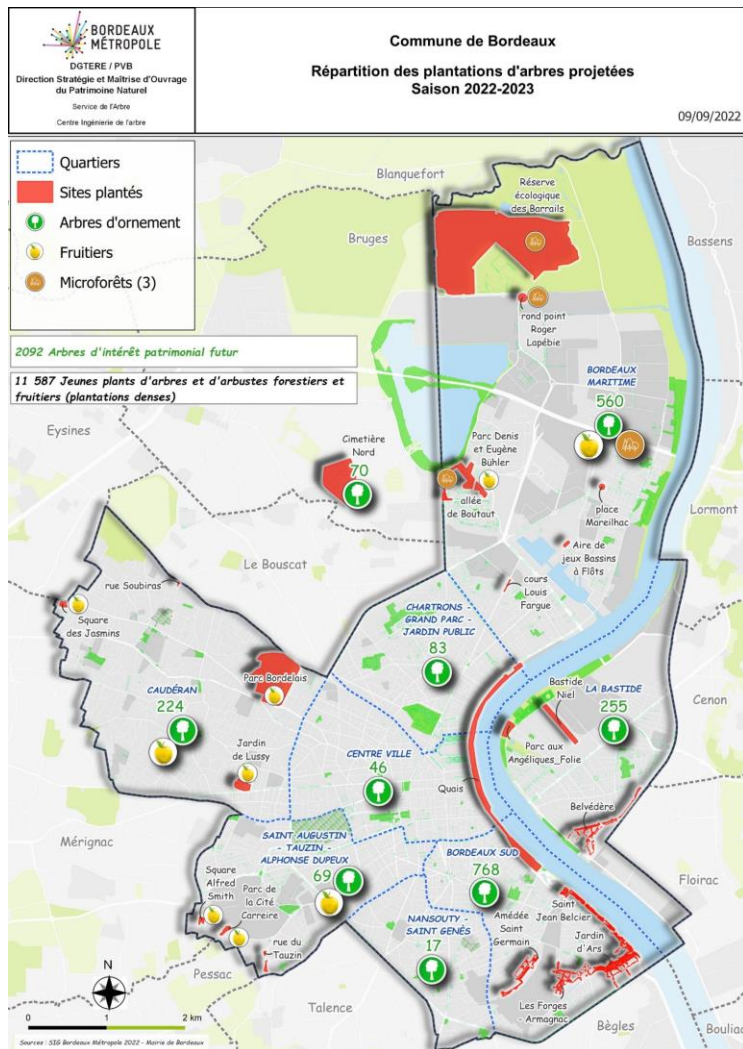 BORDEAUX
MÉTROPOLE
DGTERE / PVB
Direction Stratégie et Maîtrise d'Ouvrage
du Patrimoine Naturel
Service de l'Arbre
Centre Ingénierie de l'arbre
Commune de Bordeaux
Répartition des plantations d'arbres projetées
Saison 2022-2023
09/09/2022
Quartiers
Sites plantés
Arbres d'ornement
Fruitiers
Microforêts (3)
2092 Arbres d'intérêt patrimonial futur
11 587 Jeunes plants d'arbres et d'arbustes forestiers et
fruitiers (plantations denses)
Blanquefort
Bruges
Réserve
écologique
des Barrails
Bassens
rond point
Roger
Lapébie
BORDEAUX
MARITIME
560
Eysines
Cimetière
Nord
70
Parc Denis
et Eugène
Bühler
allée
de Boutaut
place
Mareilhac
Lormont
Aire de
jeux Bassins
à Flôts
Le Bouscat
cours
Louis
Fargue
rue Soubiras
Square
des Jasmins
CHARTRONS -
GRAND PARC -
JARDIN PUBLIC
83
Parc Bordelais
CAUDÉRAN
224
Bastide
Niel
LA BASTIDE
255
Cenon
Parc aux
Angéliques_Folie
Jardin
de Lussy
CENTRE VILLE
46
Quais
Belvédère
Mérignac
SAINT AUGUSTIN
- TAUZIN -
ALPHONSE DUPEUX
69
BORDEAUX SUD
768
Floirac
Square
Alfred
Smith
Parc de
la Cité
Carreire
rue du
Tauzin
NANSOUTY -
SAINT GENÈS
17
Amédée
Saint
Germain
Saint
Jean Belcier
Jardin
d'Ars
Pessac
Talence
Les Forges
- Armagnac
Bègles
Bouliac
N
0 1 2 km
Sources : SIG Bordeaux Métropole 2022 - Mairie de Bordeaux